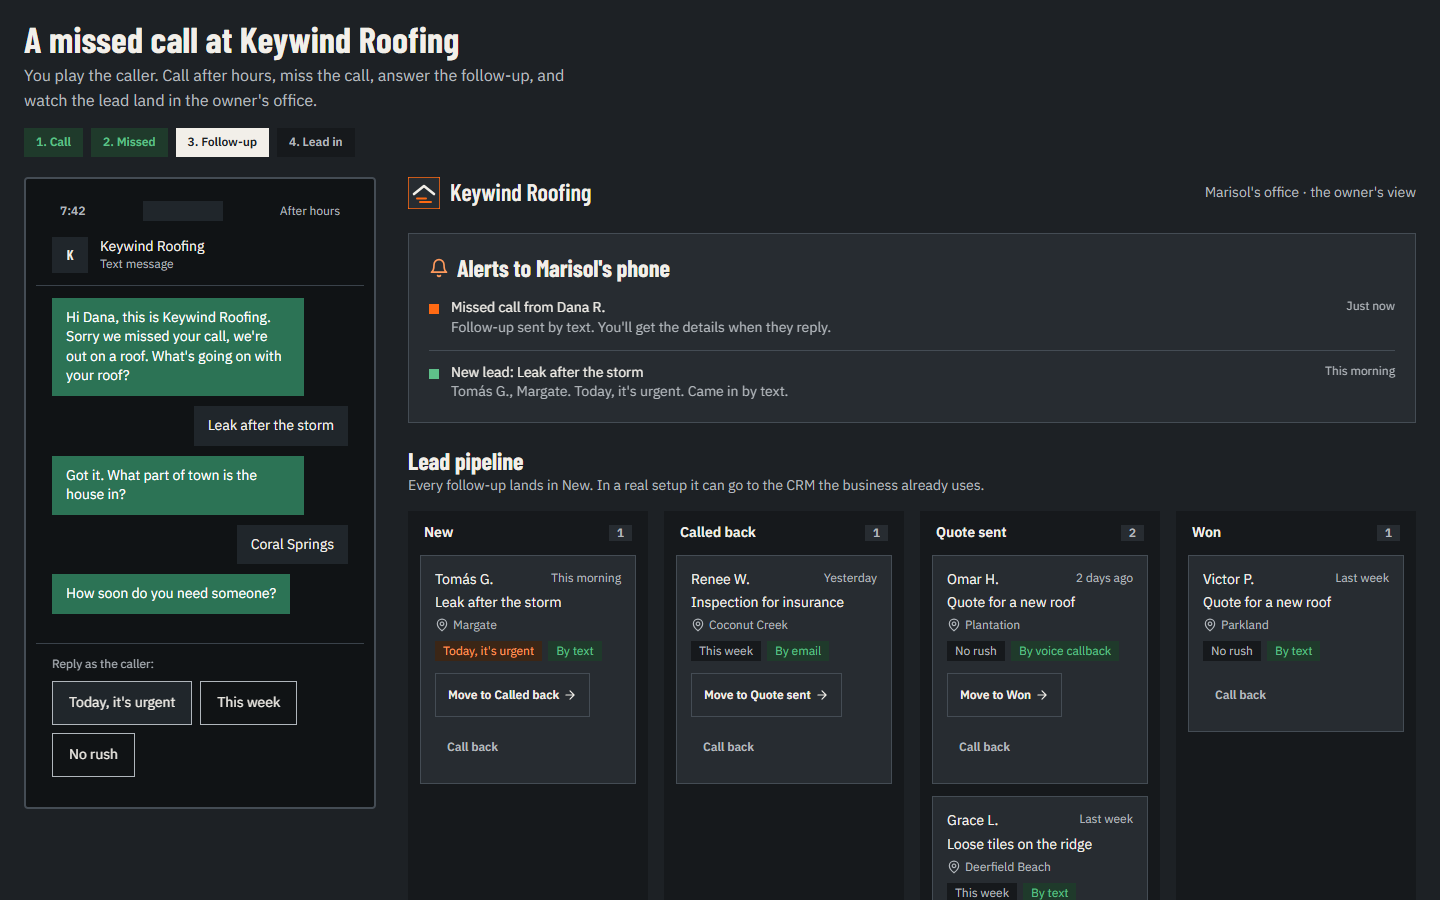 A missed call at Keywind Roofing
You play the caller. Call after hours, miss the call, answer the follow-up, and
watch the lead land in the owner's office.
1. Call
2. Missed
3. Follow-up
4. Lead in
7:42
After hours
K
Keywind Roofing
Text message
Hi Dana, this is Keywind Roofing.
Sorry we missed your call, we're
out on a roof. What's going on with
your roof?
Leak after the storm
Got it. What part of town is the
house in?
Coral Springs
How soon do you need someone?
Reply as the caller:
Today, it's urgent
This week
No rush
Keywind Roofing
Marisol's office · the owner's view
Alerts to Marisol's phone
Missed call from Dana R.
Just now
Follow-up sent by text. You'll get the details when they reply.
New lead: Leak after the storm
This morning
Tomás G., Margate. Today, it's urgent. Came in by text.
Lead pipeline
Every follow-up lands in New. In a real setup it can go to the CRM the business already uses.
New
1
Tomás G.
This morning
Leak after the storm
Margate
Today, it's urgent
By text
Move to Called back →
Call back
Called back
1
Renee W.
Yesterday
Inspection for insurance
Coconut Creek
This week
By email
Move to Quote sent →
Call back
Quote sent
2
Omar H.
2 days ago
Quote for a new roof
Plantation
No rush
By voice callback
Move to Won →
Call back
Grace L.
Last week
Loose tiles on the ridge
Deerfield Beach
This week
By text
Won
1
Victor P.
Last week
Quote for a new roof
Parkland
No rush
By text
Call back